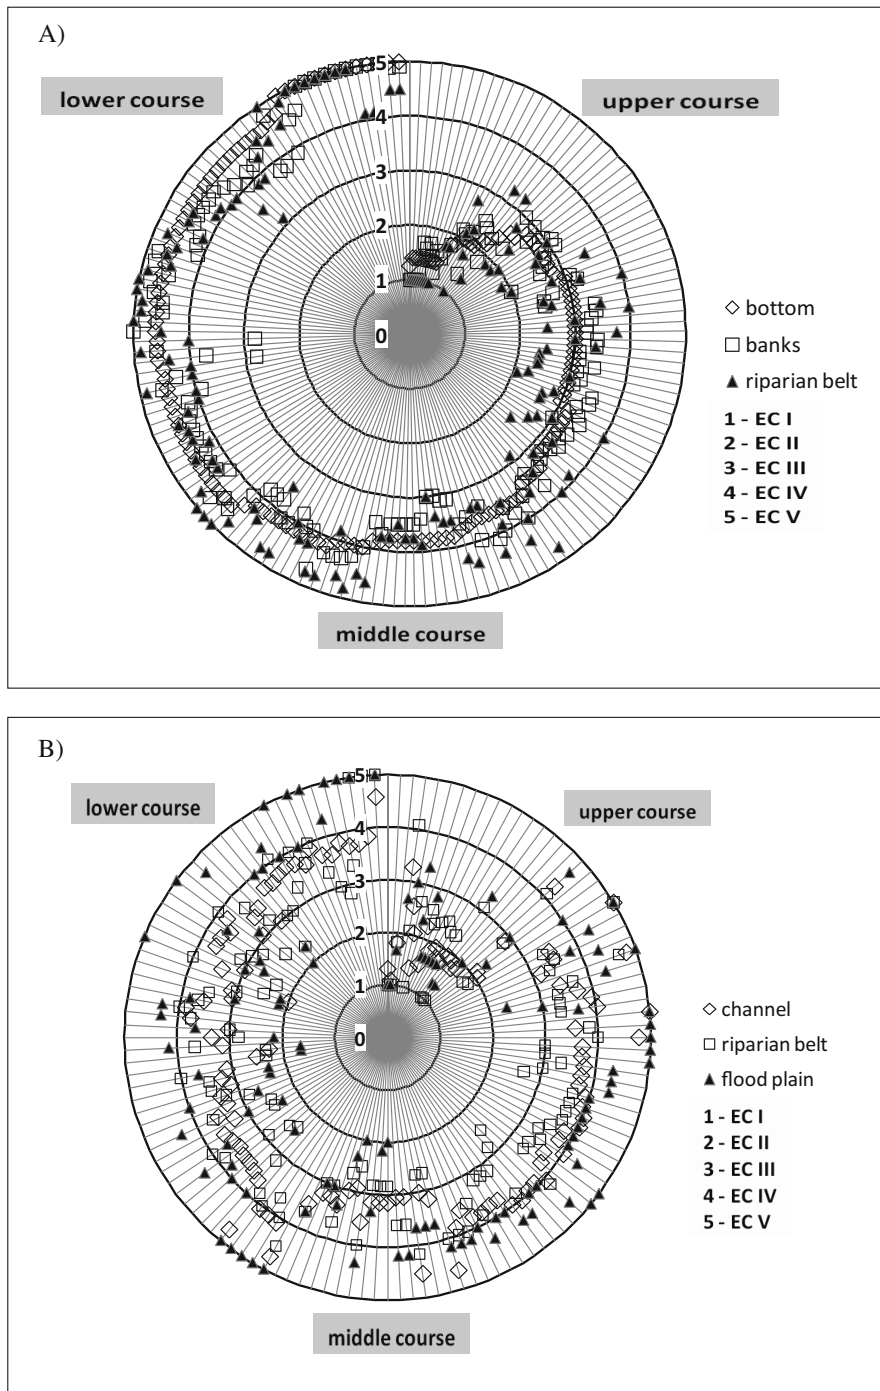 A)
lower course
upper course
5
4
3
2
1
0
bottom
banks
riparian belt
1 - EC I
2 - EC II
3 - EC III
4 - EC IV
5 - EC V
middle course
B)
lower course
upper course
5
4
3
2
1
0
channel
riparian belt
flood plain
1 - EC I
2 - EC II
3 - EC III
4 - EC IV
5 - EC V
middle course